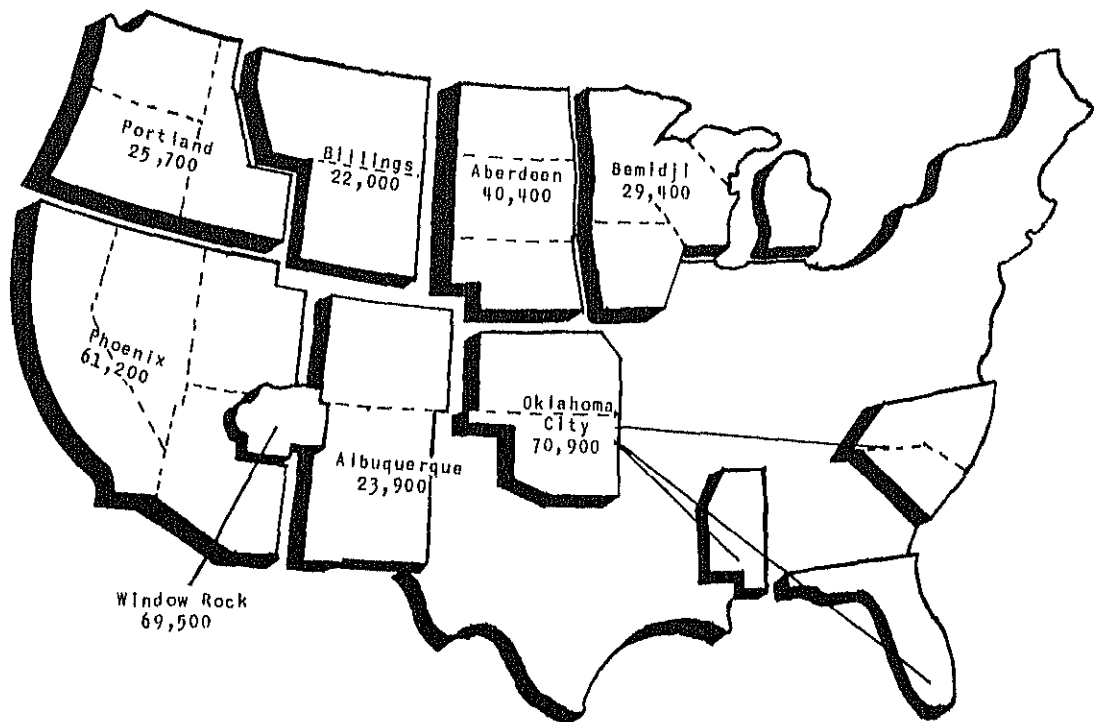 Portland
25,700
Billings
22,000
Aberdeen
40,400
Bemidji
29,400
Phoenix
61,200
Oklahoma
City
70,900
Albuquerque
23,900
Window Rock
69,500